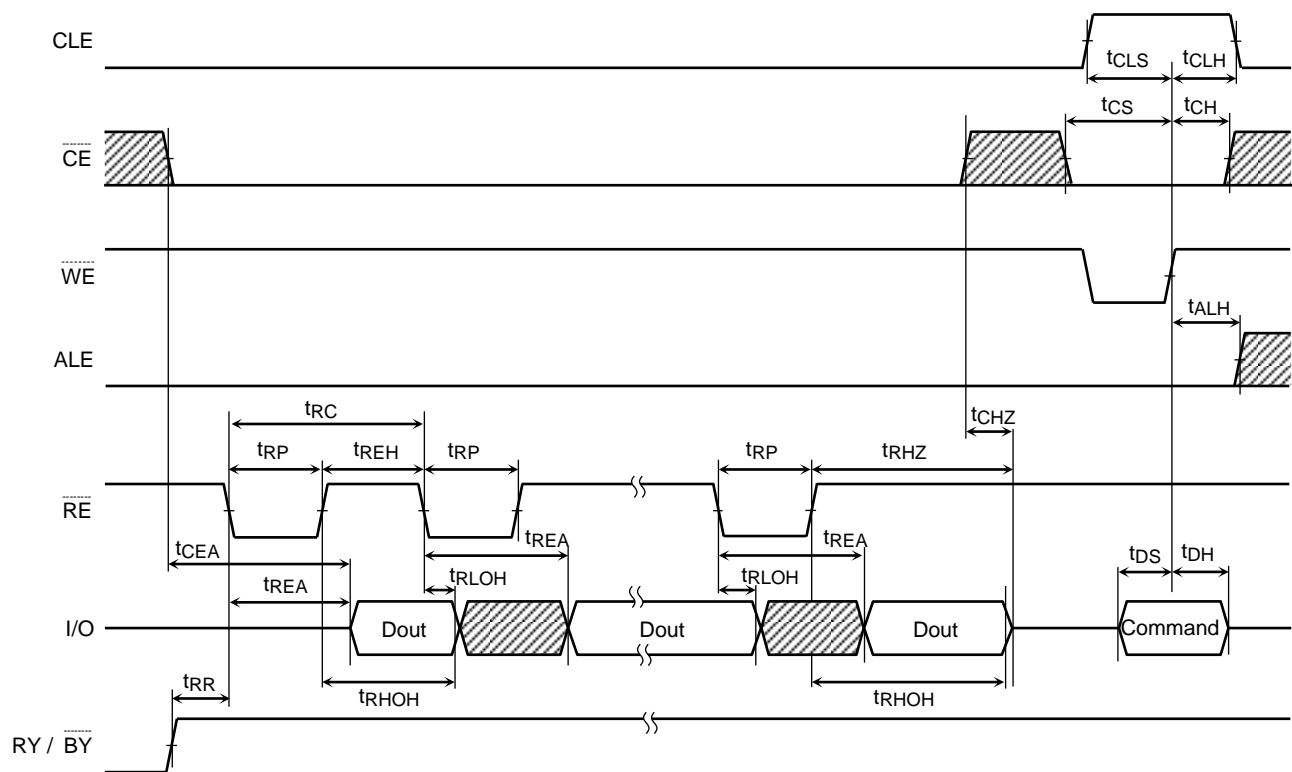 CLE
tCLS tCLH
tCS tCH
CE
WE
tALH
ALE
tRC
tCHZ
tRP tREH tRP tRP tRHZ
RE
tCEA tREA tREA tDS tDH
tREA tRLOH tRLOH
I/O Dout Dout Dout Command
tRR tRHOH tRHOH
RY / BY